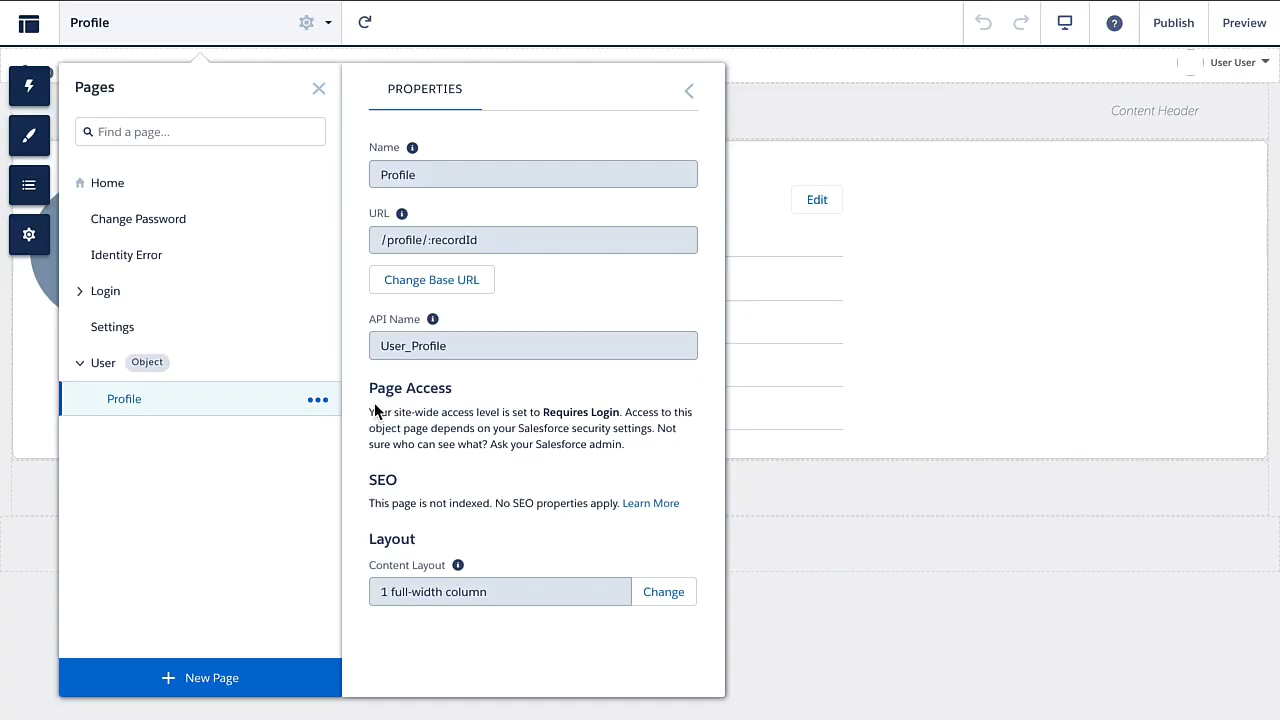 Profile
Publish
Preview
User User
Pages
PROPERTIES
Content Header
Find a page...
Home
Change Password
Identity Error
Login
Settings
User Object
Profile
New Page
Name
Profile
URL
/profile/:recordId
Change Base URL
API Name
User_Profile
Page Access
Your site-wide access level is set to Requires Login. Access to this
object page depends on your Salesforce security settings. Not
sure who can see what? Ask your Salesforce admin.
SEO
This page is not indexed. No SEO properties apply. Learn More
Layout
Content Layout
1 full-width column
Change
Edit